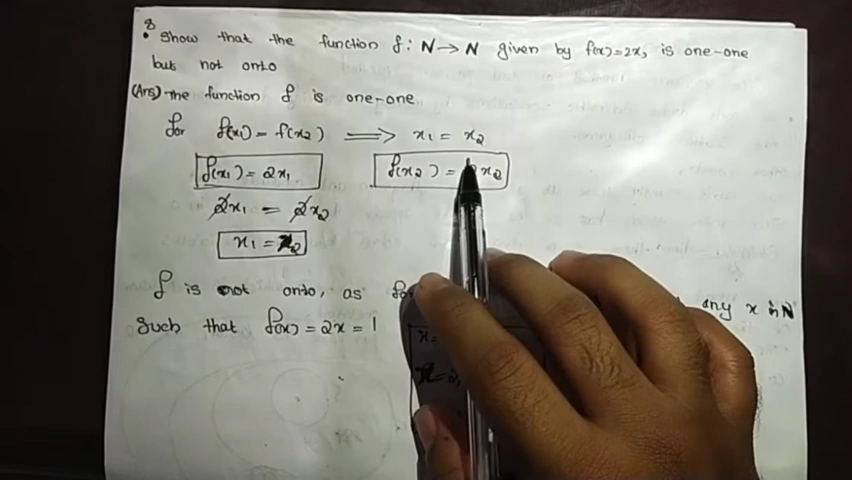 8. Show that the function f: N → N given by f(x) = 2x, is one-one
but not onto
(Ans) The function f is one-one
for f(x1) = f(x2) ⟹ x1 = x2
f(x1) = 2x1 f(x2) = 2x2
2x1 = 2x2
x1 = x2
f is not onto, as for any x in N
Such that f(x) = 2x = 1
x =